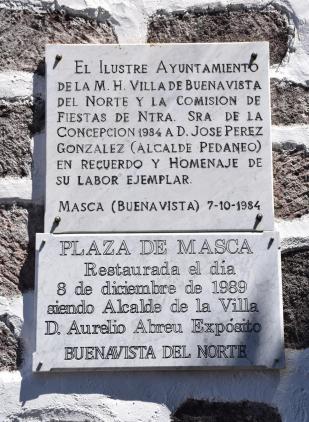 EL ILUSTRE AYUNTAMIENTO
DE LA M. H. VILLA DE BUENAVISTA
DEL NORTE Y LA COMISION DE
FIESTAS DE NTRA. SRA DE LA
CONCEPCION 1984 A D. JOSE PEREZ
GONZALEZ (ALCALDE PEDANEO)
EN RECUERDO Y HOMENAJE DE
SU LABOR EJEMPLAR.
MASCA (BUENAVISTA) 7-10-1984
PLAZA DE MASCA
Restaurada el día
8 de diciembre de 1989
siendo Alcalde de la Villa
D. Aurelio Abreu Expósito
BUENAVISTA DEL NORTE